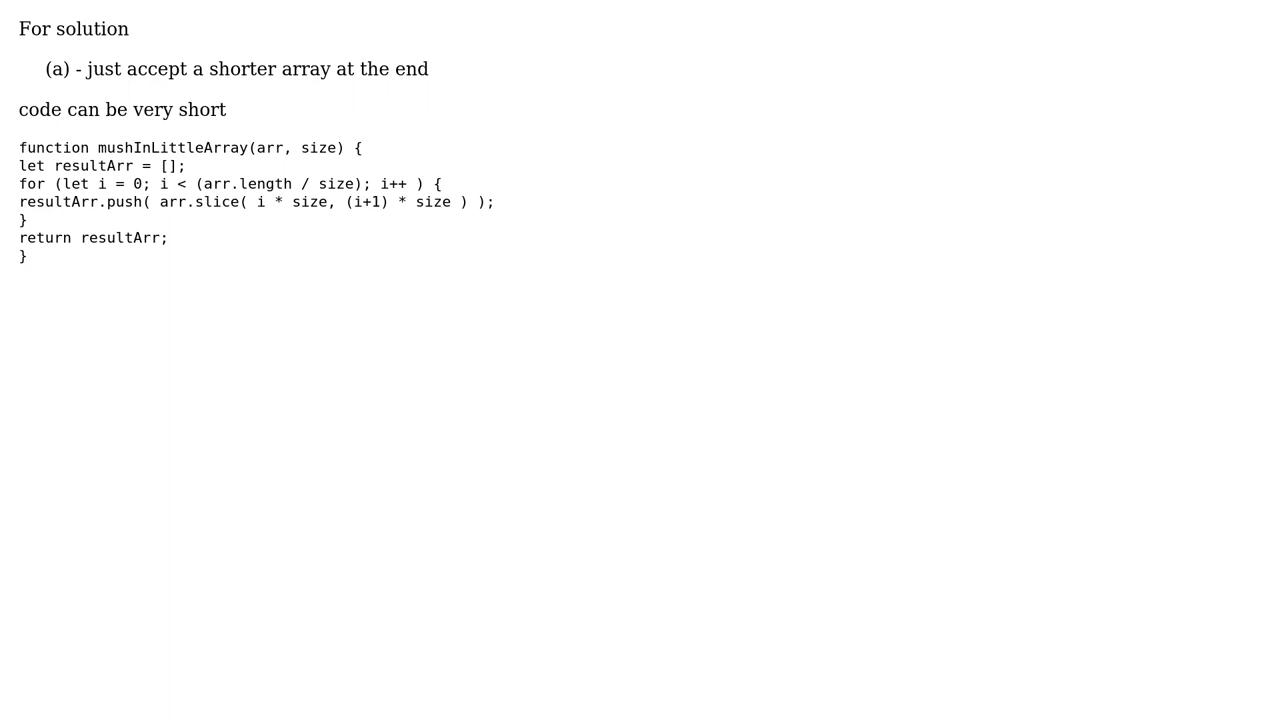 For solution
(a) - just accept a shorter array at the end
code can be very short
function mushInLittleArray(arr, size) {
let resultArr = [];
for (let i = 0; i < (arr.length / size); i++ ) {
resultArr.push( arr.slice( i * size, (i+1) * size ) );
}
return resultArr;
}